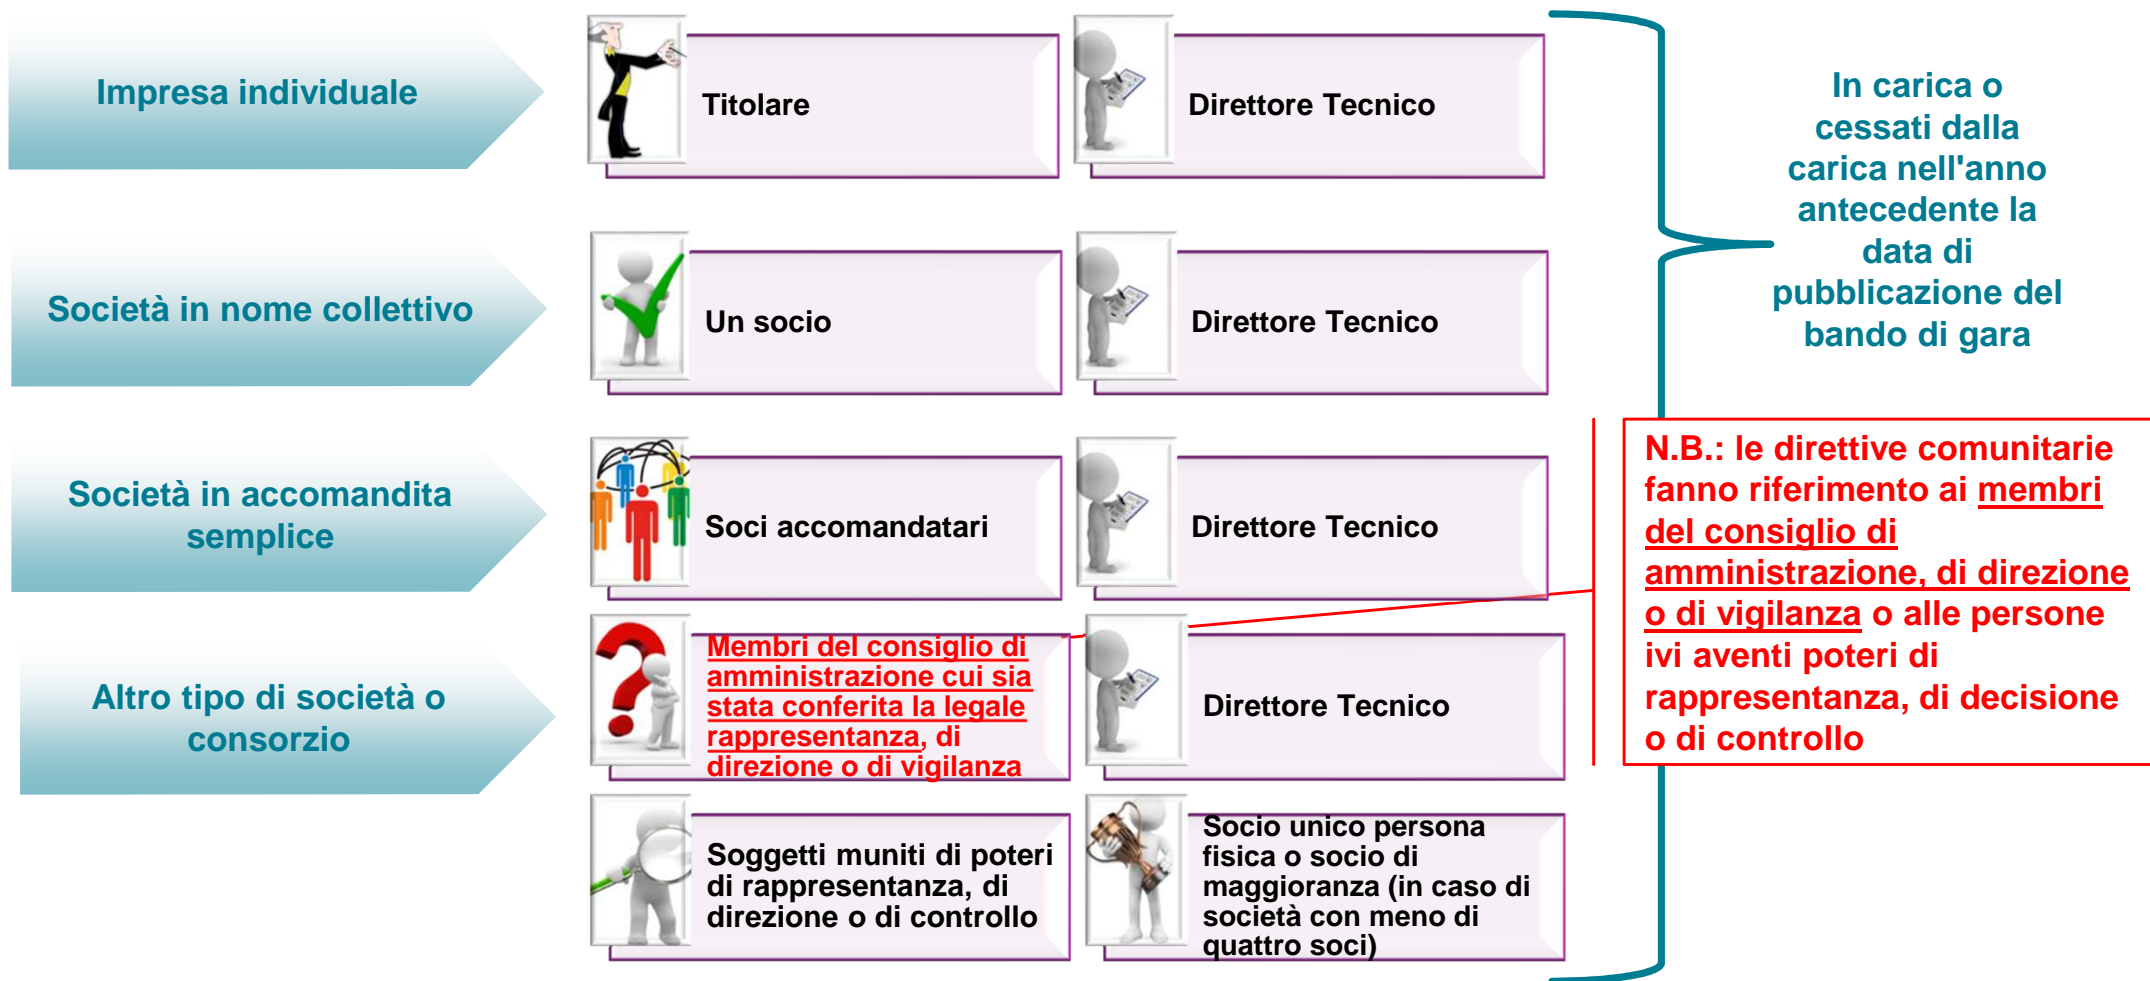 Impresa individuale
Titolare
Direttore Tecnico
Società in nome collettivo
Un socio
Direttore Tecnico
Società in accomandita
semplice
Soci accomandatari
Direttore Tecnico
Altro tipo di società o
consorzio
Membri del consiglio di
amministrazione cui sia
stata conferita la legale
rappresentanza, di
direzione o di vigilanza
Direttore Tecnico
Soggetti muniti di poteri
di rappresentanza, di
direzione o di controllo
Socio unico persona
fisica o socio di
maggioranza (in caso di
società con meno di
quattro soci)
In carica o
cessati dalla
carica nell'anno
antecedente la
data di
pubblicazione del
bando di gara
N.B.: le direttive comunitarie
fanno riferimento ai membri
del consiglio di
amministrazione, di direzione
o di vigilanza o alle persone
ivi aventi poteri di
rappresentanza, di decisione
o di controllo